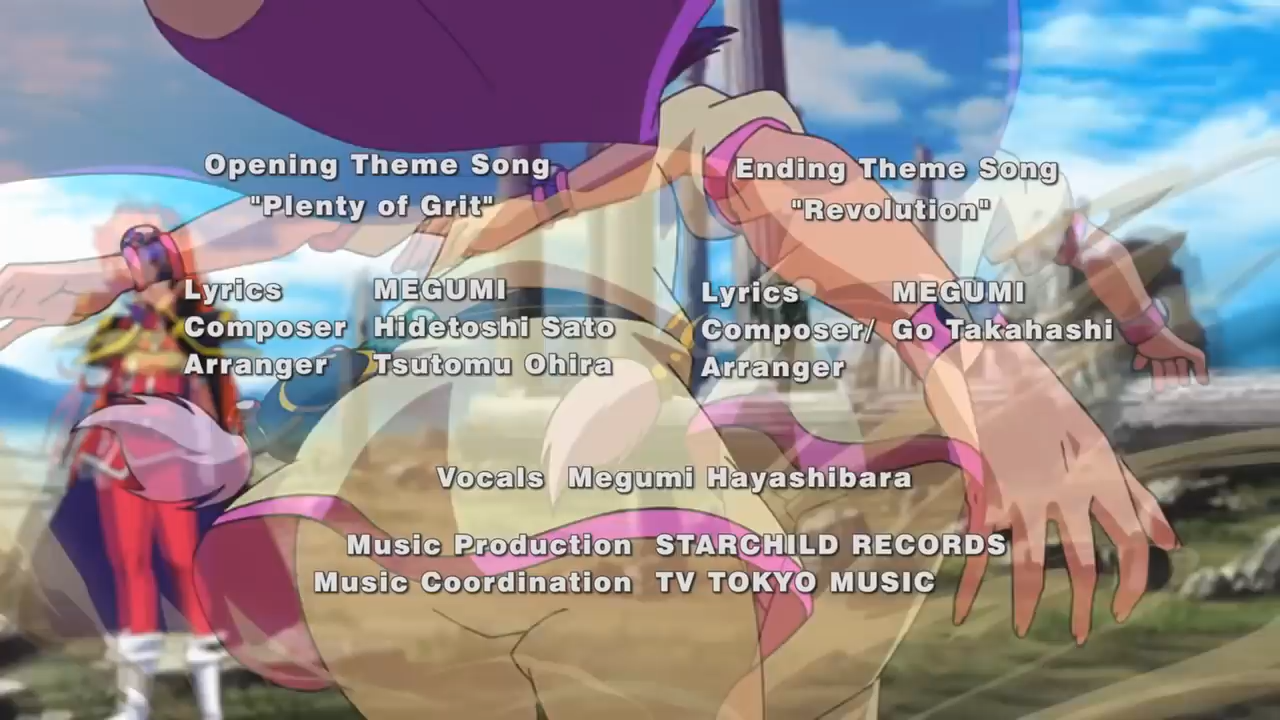 Opening Theme Song
"Plenty of Grit"
Lyrics MEGUMI
Composer Hidetoshi Sato
Arranger Tsutomu Ohira
Ending Theme Song
"Revolution"
Lyrics MEGUMI
Composer/ Go Takahashi
Arranger
Vocals Megumi Hayashibara
Music Production STARCHILD RECORDS
Music Coordination TV TOKYO MUSIC